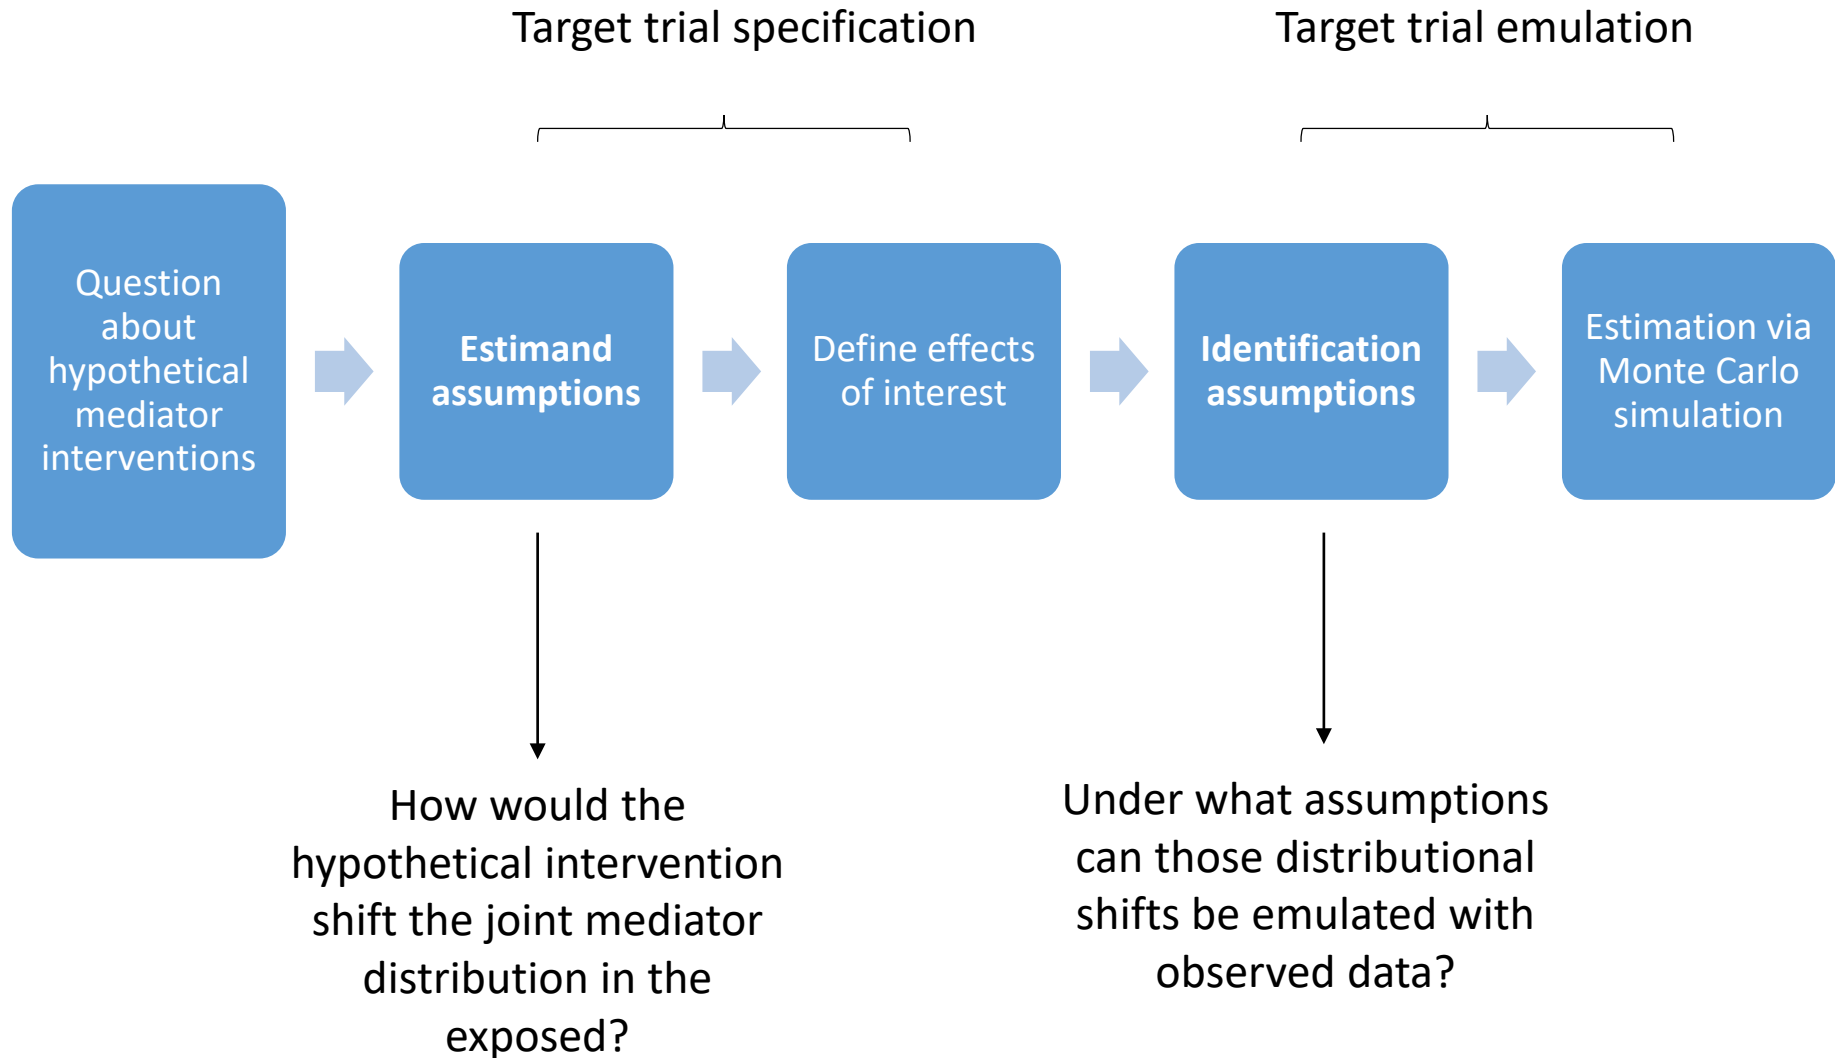 Target trial specification
Target trial emulation
Question
about
hypothetical
mediator
interventions
Estimand
assumptions
Define effects
of interest
Identification
assumptions
Estimation via
Monte Carlo
simulation
How would the
hypothetical intervention
shift the joint mediator
distribution in the
exposed?
Under what assumptions
can those distributional
shifts be emulated with
observed data?